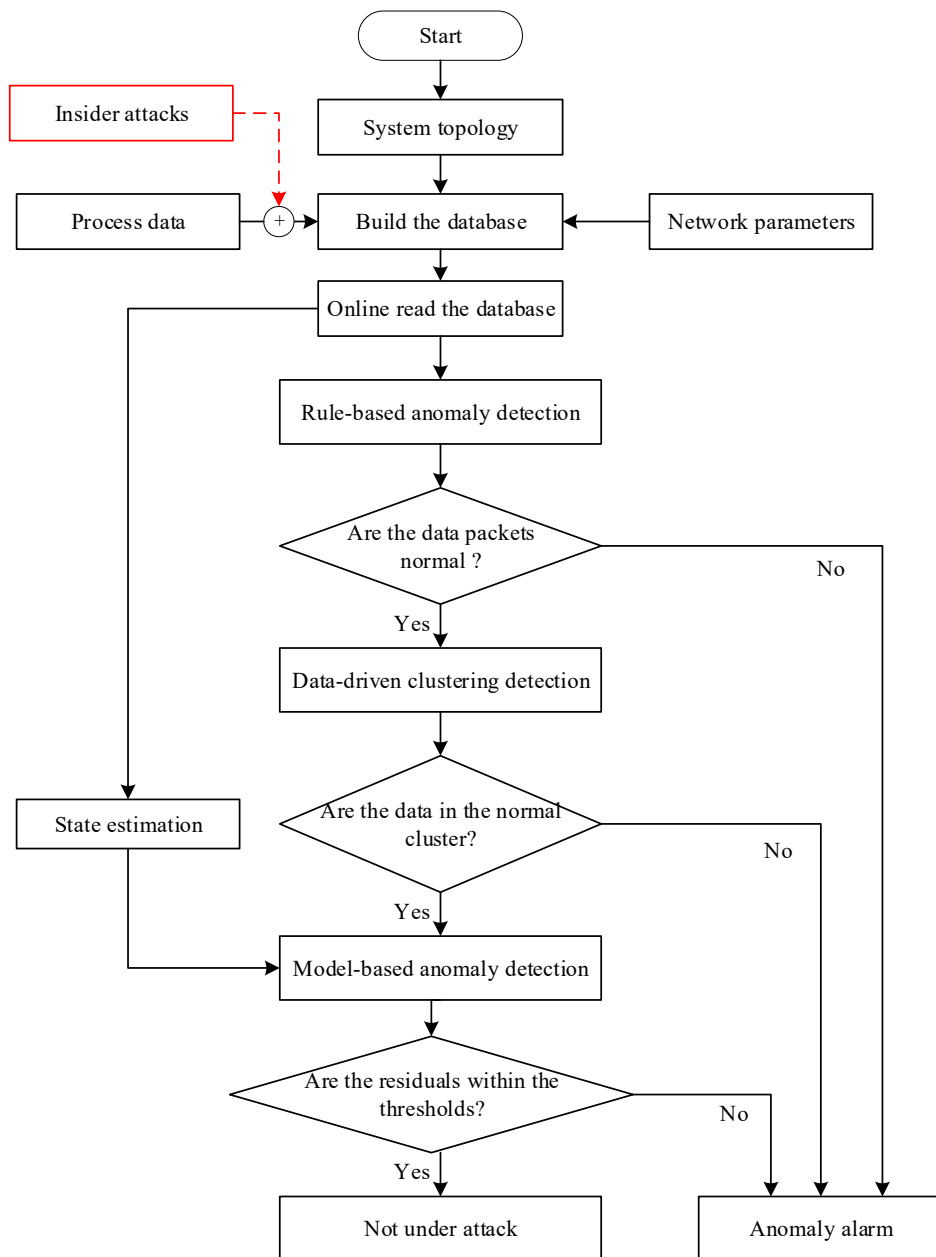 Start
Insider attacks
System topology
Process data
+
Build the database
Network parameters
Online read the database
Rule-based anomaly detection
Are the data packets
normal ?
No
Yes
Data-driven clustering detection
Are the data in the normal
cluster?
State estimation
No
Yes
Model-based anomaly detection
Are the residuals within the
thresholds?
No
Yes
Not under attack
Anomaly alarm